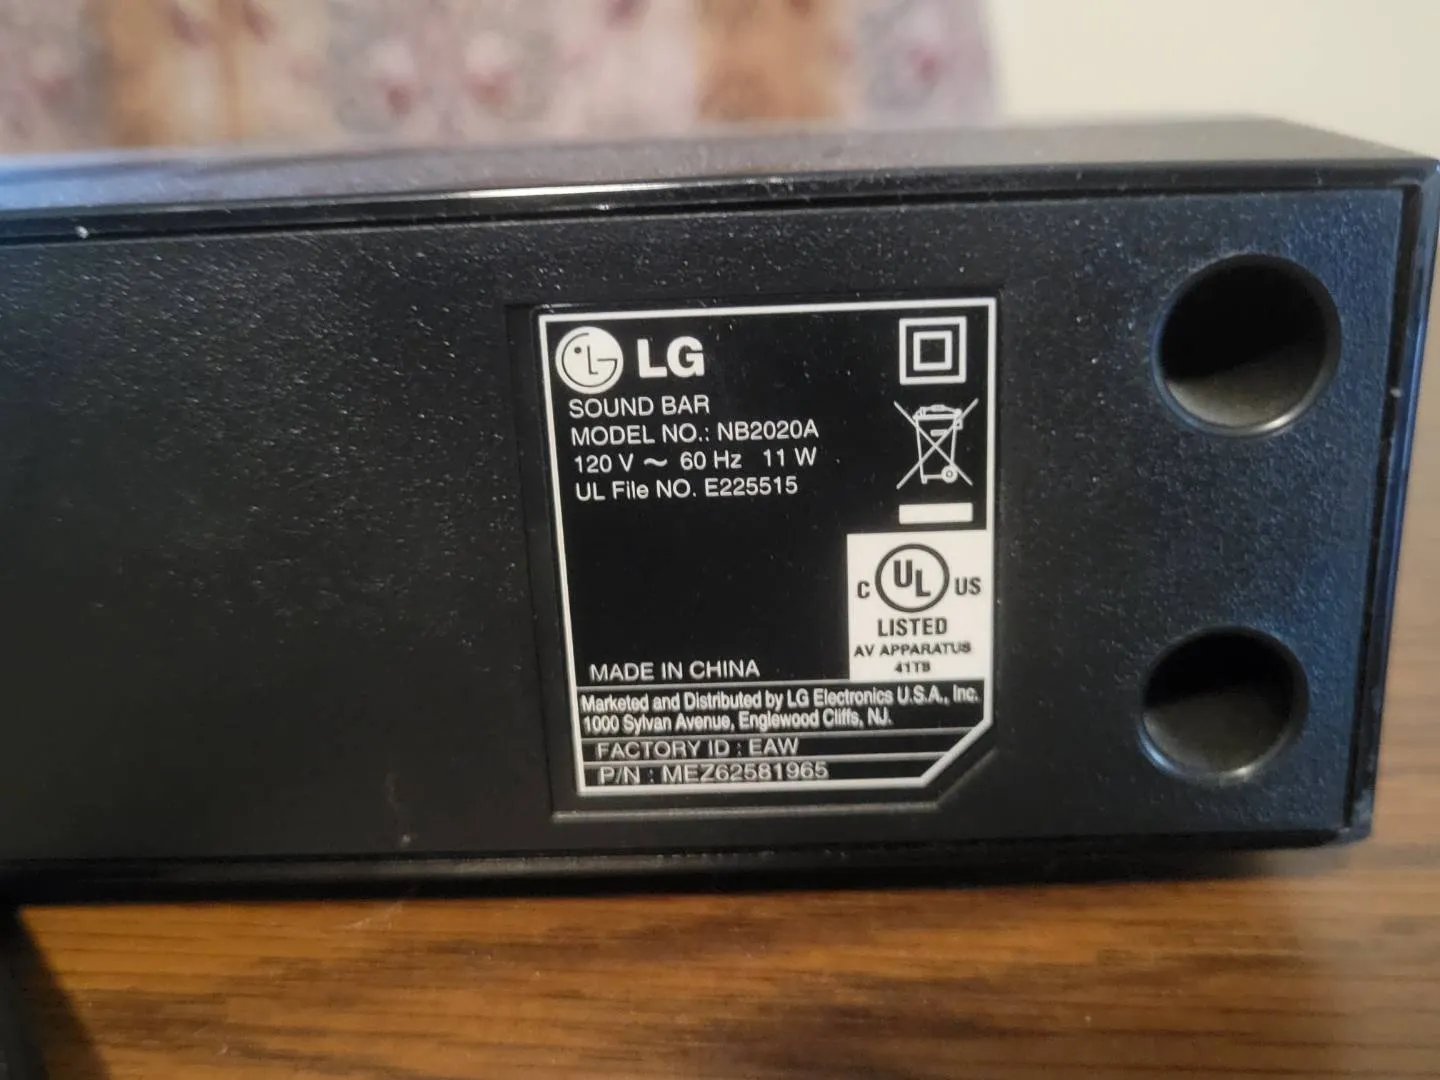 LG
SOUND BAR
MODEL NO.: NB2020A
120 V ~ 60 Hz 11 W
UL File NO. E225515
C UL US
LISTED
AV APPARATUS
41TB
MADE IN CHINA
Marketed and Distributed by LG Electronics U.S.A., Inc.
1000 Sylvan Avenue, Englewood Cliffs, NJ.
FACTORY ID : EAW
P/N : MEZ62581965